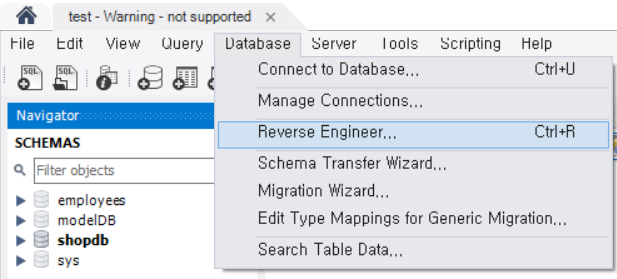 test - Warning - not supported
File Edit View Query Database Server Tools Scripting Help
SQL SQL
Connect to Database... Ctrl+U
Manage Connections...
Reverse Engineer... Ctrl+R
Schema Transfer Wizard...
Migration Wizard...
Edit Type Mappings for Generic Migration...
Search Table Data...
Navigator
SCHEMAS
Filter objects
employees
modelDB
shopdb
sys